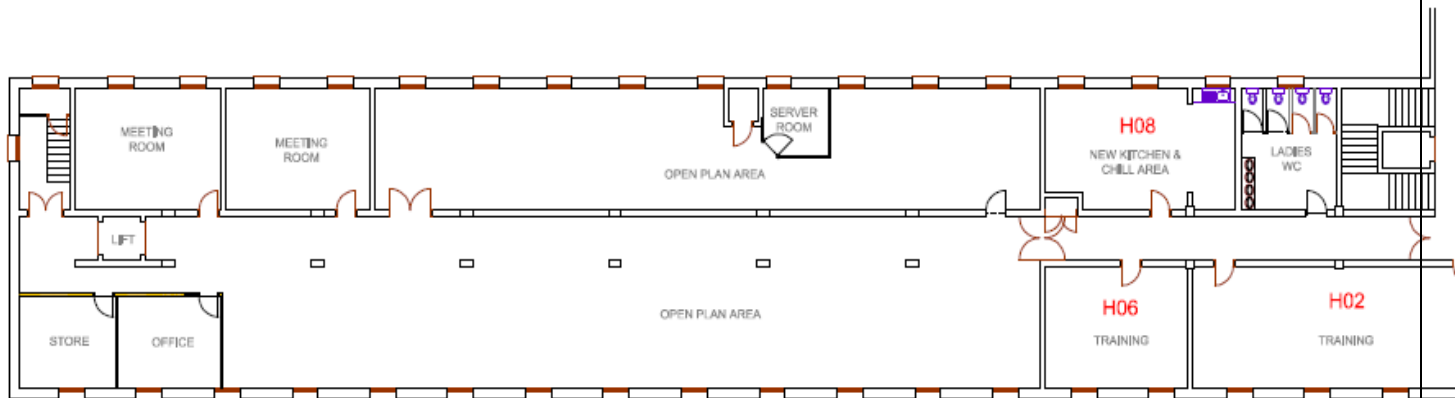 MEETING
ROOM
MEETING
ROOM
OPEN PLAN AREA
SERVER
ROOM
H08
NEW KITCHEN &
CHILL AREA
LADIES
WC
LIFT
STORE
OFFICE
OPEN PLAN AREA
H06
TRAINING
H02
TRAINING